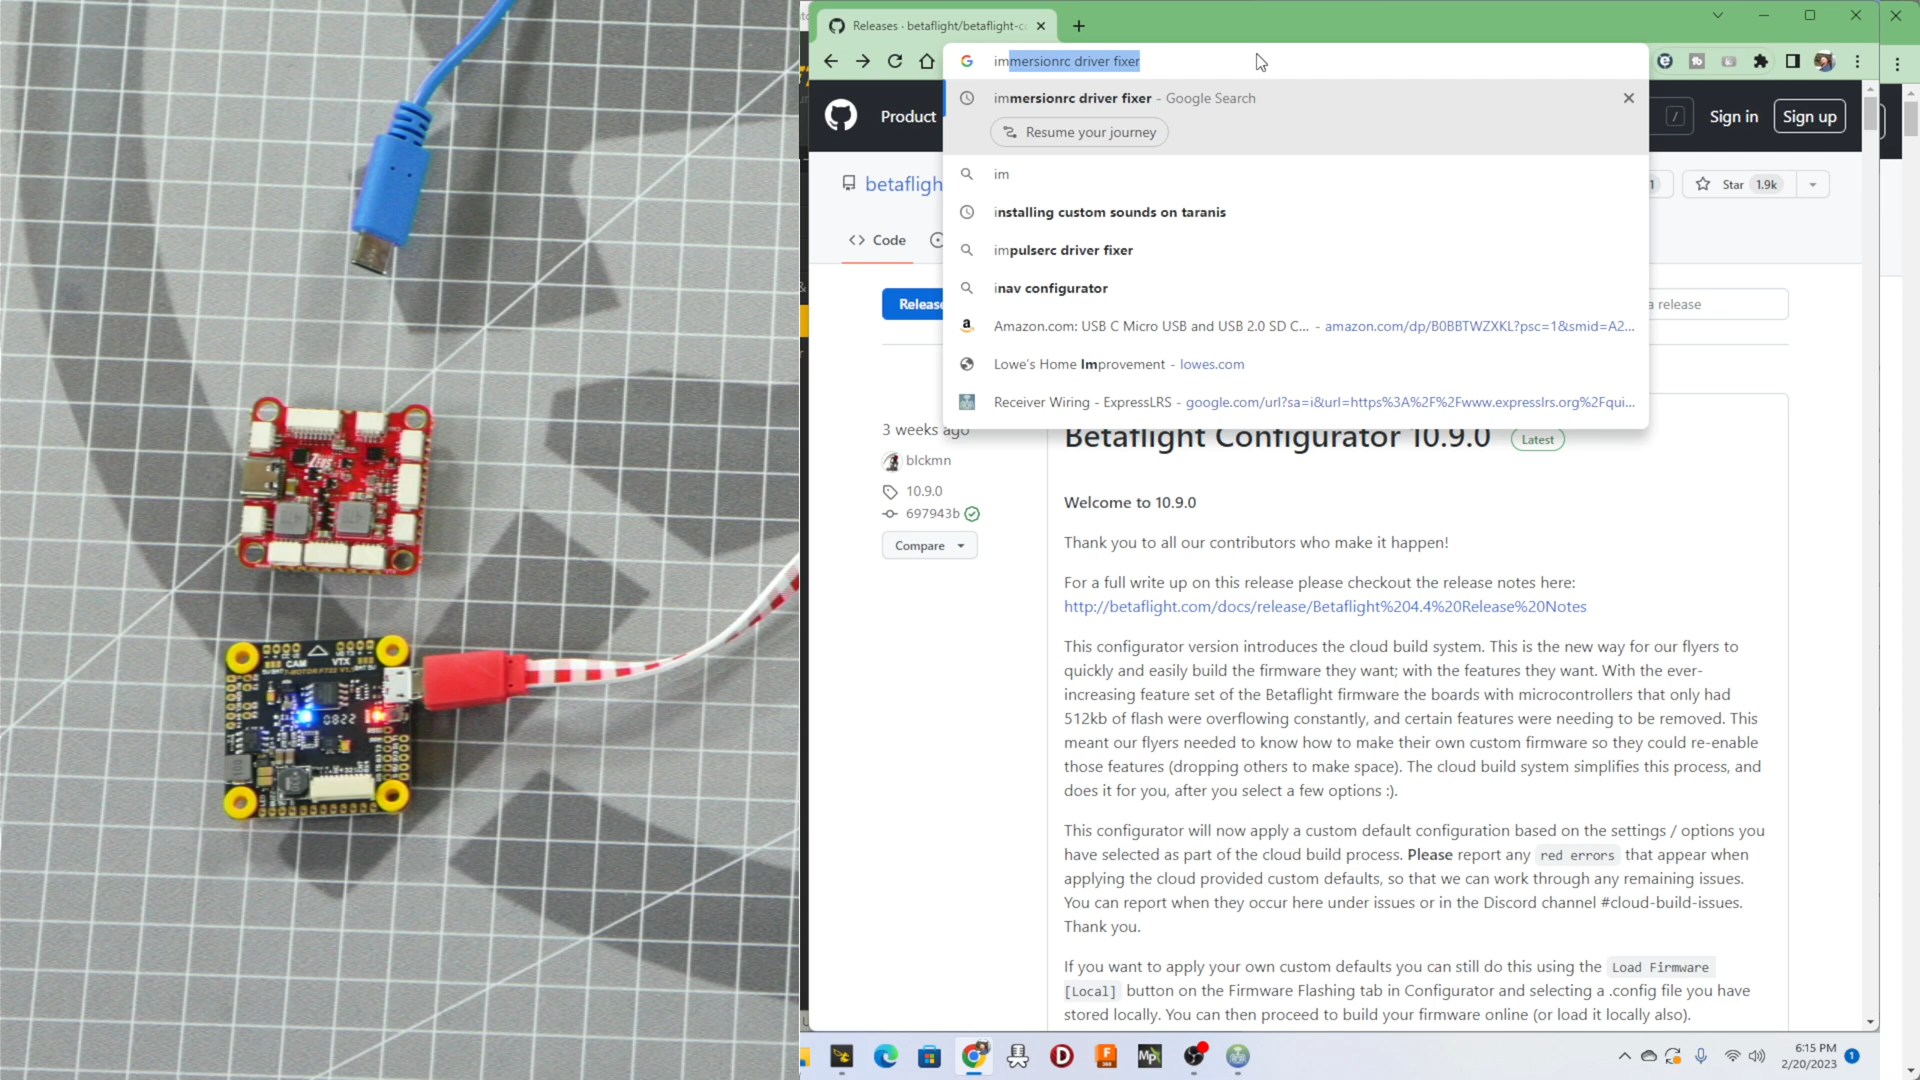 Releases · betaflight/betaflight-co
immersionrc driver fixer
immersionrc driver fixer - Google Search
Resume your journey
im
installing custom sounds on taranis
impulserc driver fixer
inav configurator
Amazon.com: USB C Micro USB and USB 2.0 SD C... - amazon.com/dp/B0BBTWZXKL?psc=1&smid=A2...
Lowe's Home Improvement - lowes.com
Receiver Wiring - ExpressLRS - google.com/url?sa=i&url=https%3A%2F%2Fwww.expresslrs.org%2Fqui...
Product
/
Sign in
Sign up
betafligh
1
Star 1.9k
<> Code
Release
a release
3 weeks ago
blckmn
10.9.0
697943b
Compare
Betaflight Configurator 10.9.0 Latest
Welcome to 10.9.0
Thank you to all our contributors who make it happen!
For a full write up on this release please checkout the release notes here:
http://betaflight.com/docs/release/Betaflight%204.4%20Release%20Notes
This configurator version introduces the cloud build system. This is the new way for our flyers to
quickly and easily build the firmware they want; with the features they want. With the ever-
increasing feature set of the Betaflight firmware the boards with microcontrollers that only had
512kb of flash were overflowing constantly, and certain features were needing to be removed. This
meant our flyers needed to know how to make their own custom firmware so they could re-enable
those features (dropping others to make space). The cloud build system simplifies this process, and
does it for you, after you select a few options :).
This configurator will now apply a custom default configuration based on the settings / options you
have selected as part of the cloud build process. Please report any red errors that appear when
applying the cloud provided custom defaults, so that we can work through any remaining issues.
You can report when they occur here under issues or in the Discord channel #cloud-build-issues.
Thank you.
If you want to apply your own custom defaults you can still do this using the Load Firmware
[Local] button on the Firmware Flashing tab in Configurator and selecting a .config file you have
stored locally. You can then proceed to build your firmware online (or load it locally also).
6:15 PM
2/20/2023
1
Zeus
CAM
VTX
0822